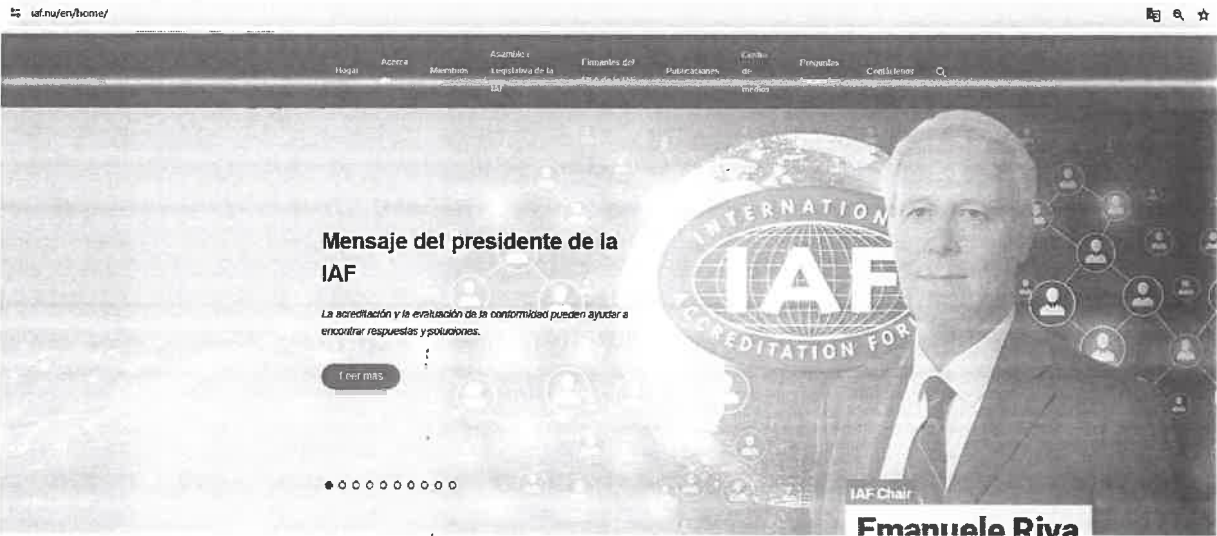 iaf.nu/en/home/
Hogar
Acerca
Miembros
Asamblea
Legislativa de la
IAF
Firmantes del
Publicaciones
de
medios
Preguntas
Contáctenos
Mensaje del presidente de la
IAF
La acreditación y la evaluación de la conformidad pueden ayudar a
encontrar respuestas y soluciones.
Leer más
INTERNATION
IAF
ACCREDITATION FOR
IAF Chair
Emanuele Riva